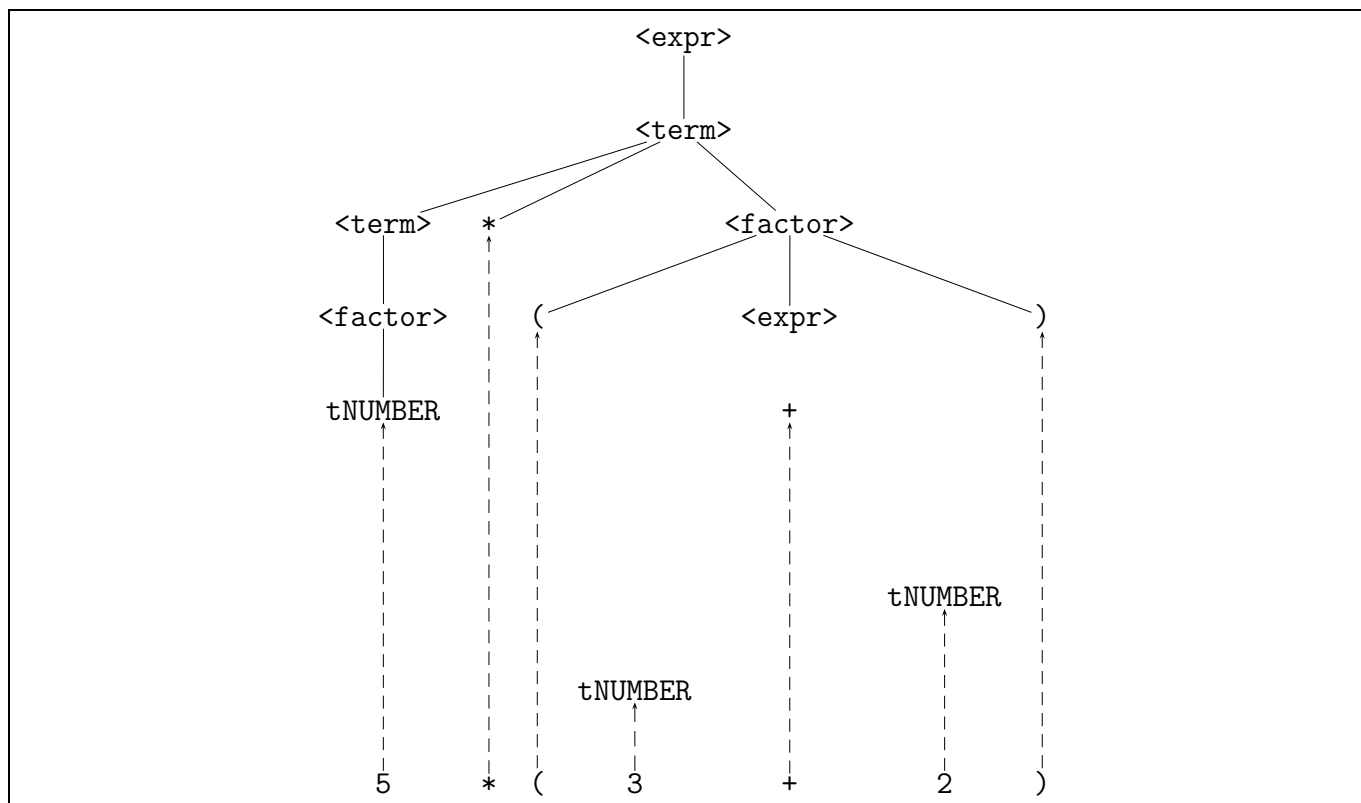 <expr>
<term>
<term> * <factor>
<factor> ( <expr> )
tNUMBER +
tNUMBER
tNUMBER
5 * ( 3 + 2 )